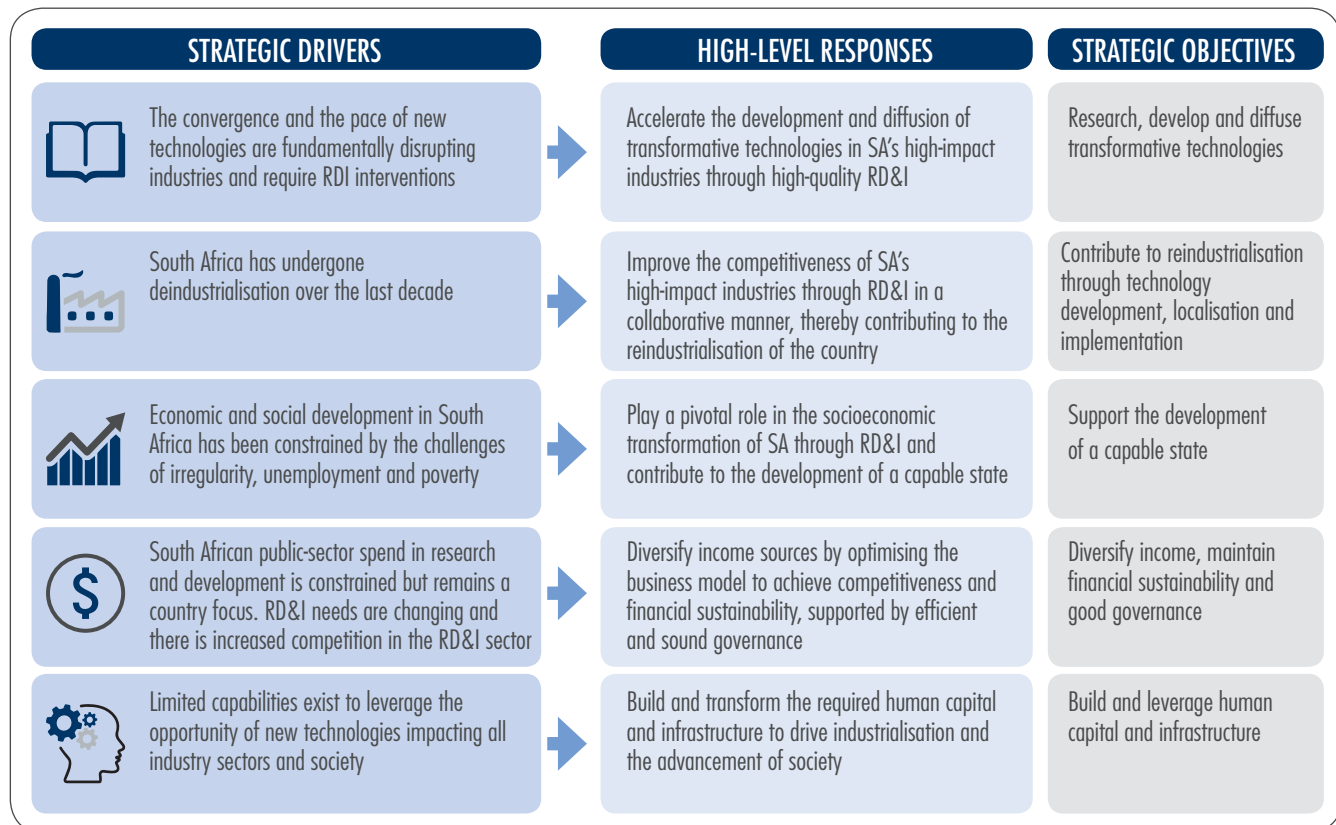 STRATEGIC DRIVERS
HIGH-LEVEL RESPONSES
STRATEGIC OBJECTIVES
The convergence and the pace of new
technologies are fundamentally disrupting
industries and require RDI interventions
Accelerate the development and diffusion of
transformative technologies in SA's high-impact
industries through high-quality RD&I
Research, develop and diffuse
transformative technologies
South Africa has undergone
deindustrialisation over the last decade
Improve the competitiveness of SA's
high-impact industries through RD&I in a
collaborative manner, thereby contributing to the
reindustrialisation of the country
Contribute to reindustrialisation
through technology
development, localisation and
implementation
Economic and social development in South
Africa has been constrained by the challenges
of irregularity, unemployment and poverty
Play a pivotal role in the socioeconomic
transformation of SA through RD&I and
contribute to the development of a capable state
Support the development
of a capable state
$
South African public-sector spend in research
and development is constrained but remains a
country focus. RD&I needs are changing and
there is increased competition in the RD&I sector
Diversify income sources by optimising the
business model to achieve competitiveness and
financial sustainability, supported by efficient
and sound governance
Diversify income, maintain
financial sustainability and
good governance
Limited capabilities exist to leverage the
opportunity of new technologies impacting all
industry sectors and society
Build and transform the required human capital
and infrastructure to drive industrialisation and
the advancement of society
Build and leverage human
capital and infrastructure